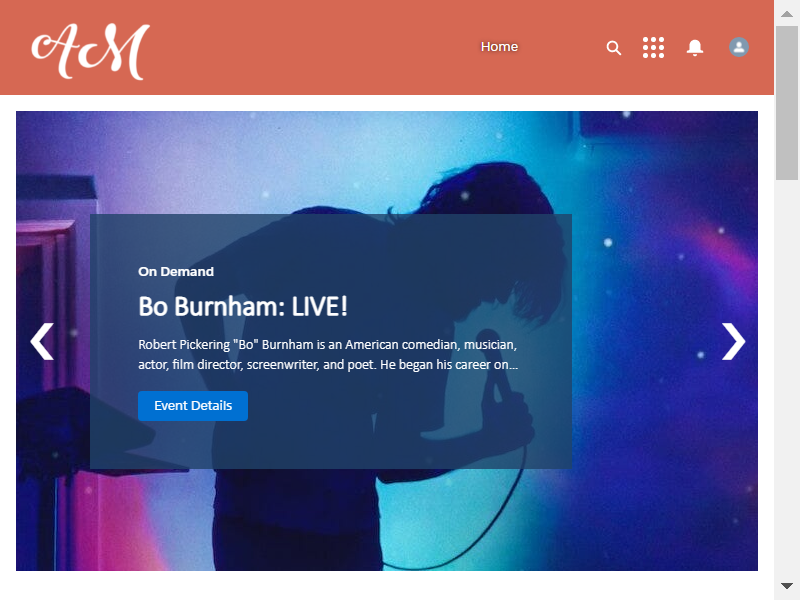 AM
Home
On Demand
Bo Burnham: LIVE!
Robert Pickering "Bo" Burnham is an American comedian, musician,
actor, film director, screenwriter, and poet. He began his career on...
Event Details